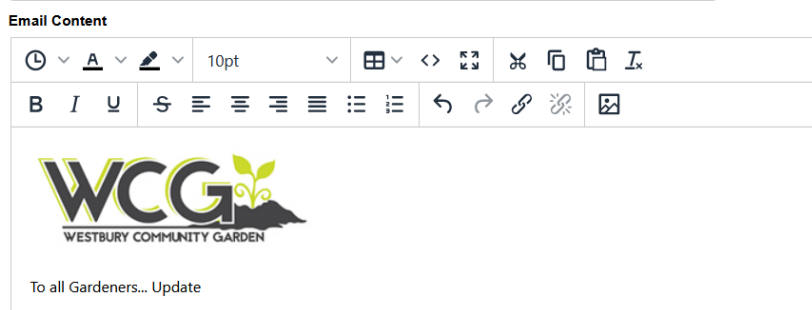 Email Content
A
10pt
B I U S
WCG
WESTBURY COMMUNITY GARDEN
To all Gardeners... Update